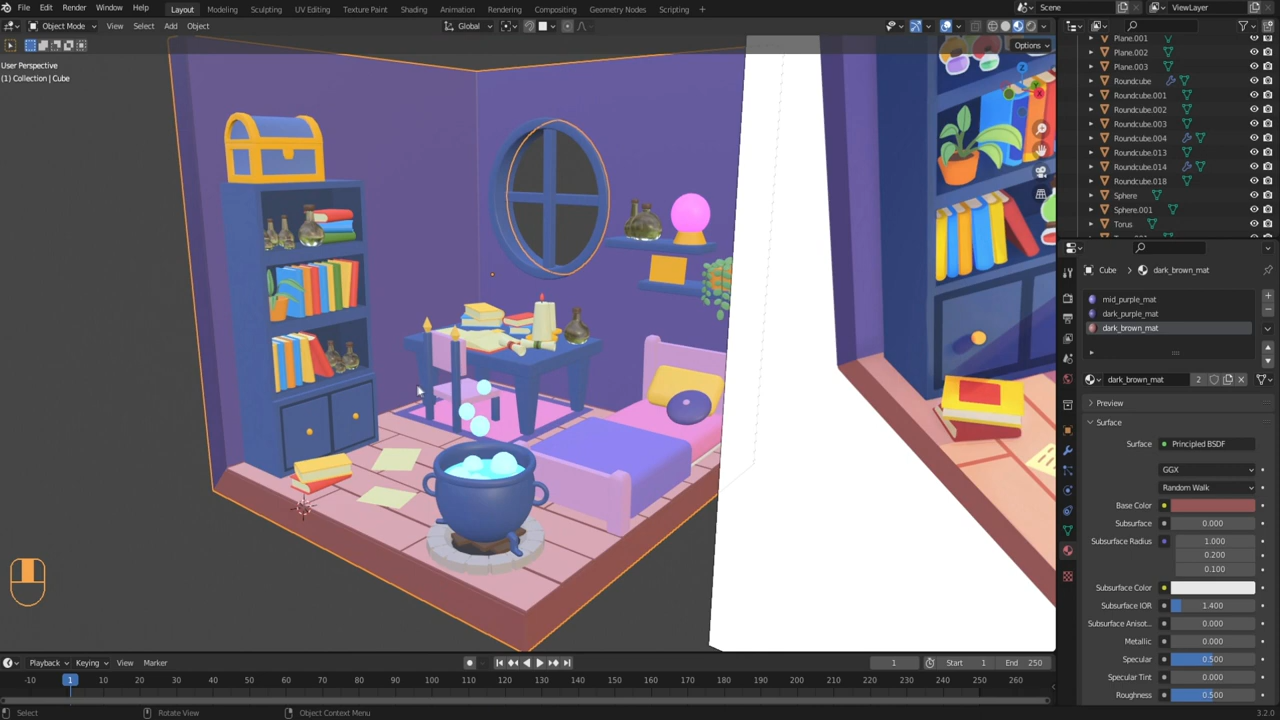 File Edit Render Window Help Layout Modeling Sculpting UV Editing Texture Paint Shading Animation Rendering Compositing Geometry Nodes Scripting Scene ViewLayer
Object Mode View Select Add Object Global
Options
User Perspective
(1) Collection | Cube
Plane.001
Plane.002
Plane.003
Roundcube
Roundcube.001
Roundcube.002
Roundcube.003
Roundcube.004
Roundcube.013
Roundcube.014
Roundcube.018
Sphere
Sphere.001
Torus
Cube dark_brown_mat
mid_purple_mat
dark_purple_mat
dark_brown_mat
dark_brown_mat 2
Preview
Surface
Surface Principled BSDF
GGX
Random Walk
Base Color
Subsurface 0.000
Subsurface Radius 1.000
0.200
0.100
Subsurface Color
Subsurface IOR 1.400
Subsurface Anisot... 0.000
Metallic 0.000
Specular 0.500
Specular Tint 0.000
Roughness 0.500
Playback Keying View Marker 1 Start 1 End 250
-10 1 10 20 30 40 50 60 70 80 90 100 110 120 130 140 150 160 170 180 190 200 210 220 230 240 250 260
Select Rotate View Object Context Menu 3.2.0